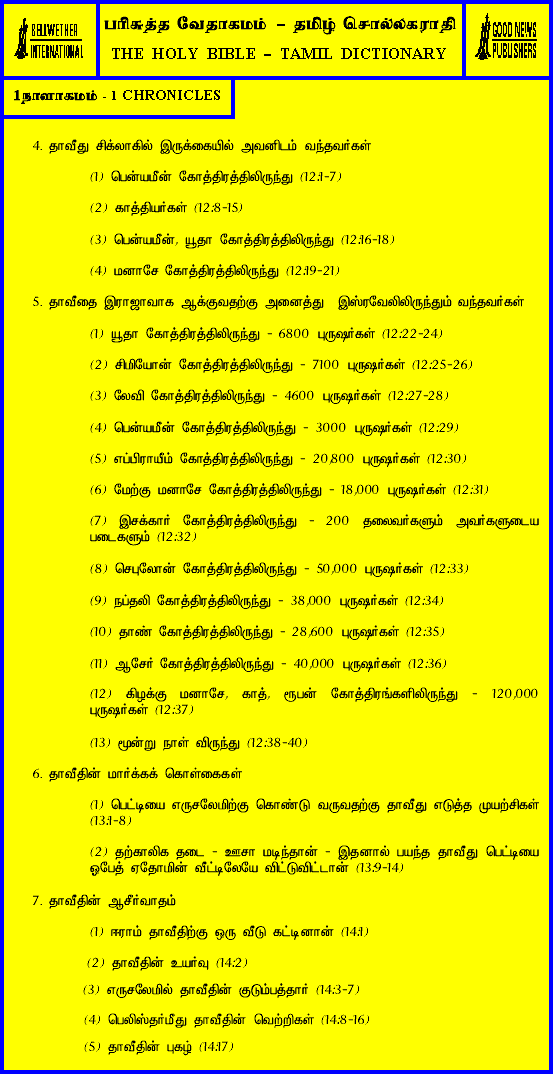 BELLWETHER
INTERNATIONAL
பரிசுத்த வேதாகமம் – தமிழ் சொல்லகராதி
THE HOLY BIBLE – TAMIL DICTIONARY
GOOD NEWS
PUBLISHERS
1நாளாகமம் - 1 CHRONICLES
4. தாவீது சிக்லாகில் இருக்கையில் அவனிடம் வந்தவர்கள்
(1) பென்யமீன் கோத்திரத்திலிருந்து (12:1-7)
(2) காத்தியர்கள் (12:8-15)
(3) பென்யமீன், யூதா கோத்திரத்திலிருந்து (12:16-18)
(4) மனாசே கோத்திரத்திலிருந்து (12:19-21)
5. தாவீதை இராஜாவாக ஆக்குவதற்கு அனைத்து இஸ்ரவேலிலிருந்தும் வந்தவர்கள்
(1) யூதா கோத்திரத்திலிருந்து - 6800 புருஷர்கள் (12:22-24)
(2) சிமியோன் கோத்திரத்திலிருந்து - 7100 புருஷர்கள் (12:25-26)
(3) லேவி கோத்திரத்திலிருந்து - 4600 புருஷர்கள் (12:27-28)
(4) பென்யமீன் கோத்திரத்திலிருந்து - 3000 புருஷர்கள் (12:29)
(5) எப்பிராயீம் கோத்திரத்திலிருந்து - 20,800 புருஷர்கள் (12:30)
(6) மேற்கு மனாசே கோத்திரத்திலிருந்து - 18,000 புருஷர்கள் (12:31)
(7) இசக்கார் கோத்திரத்திலிருந்து - 200 தலைவர்களும் அவர்களுடைய
படைகளும் (12:32)
(8) செபுலோன் கோத்திரத்திலிருந்து - 50,000 புருஷர்கள் (12:33)
(9) நப்தலி கோத்திரத்திலிருந்து - 38,000 புருஷர்கள் (12:34)
(10) தாண் கோத்திரத்திலிருந்து - 28,600 புருஷர்கள் (12:35)
(11) ஆசேர் கோத்திரத்திலிருந்து - 40,000 புருஷர்கள் (12:36)
(12) கிழக்கு மனாசே, காத், ரூபன் கோத்திரங்களிலிருந்து - 120,000
புருஷர்கள் (12:37)
(13) மூன்று நாள் விருந்து (12:38-40)
6. தாவீதின் மார்க்கக் கொள்கைகள்
(1) பெட்டியை எருசலேமிற்கு கொண்டு வருவதற்கு தாவீது எடுத்த முயற்சிகள்
(13:1-8)
(2) தற்காலிக தடை - ஊசா மடிந்தான் - இதனால் பயந்த தாவீது பெட்டியை
ஓபேத் ஏதோமின் வீட்டிலேயே விட்டுவிட்டான் (13:9-14)
7. தாவீதின் ஆசீர்வாதம்
(1) ஈராம் தாவீதிற்கு ஒரு வீடு கட்டினான் (14:1)
(2) தாவீதின் உயர்வு (14:2)
(3) எருசலேமில் தாவீதின் குடும்பத்தார் (14:3-7)
(4) பெலிஸ்தர்மீது தாவீதின் வெற்றிகள் (14:8-16)
(5) தாவீதின் புகழ் (14:17)